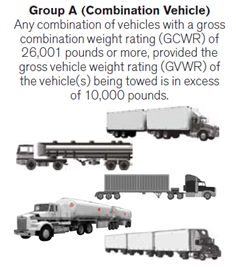 Group A (Combination Vehicle)
Any combination of vehicles with a gross
combination weight rating (GCWR) of
26,001 pounds or more, provided the
gross vehicle weight rating (GVWR) of
the vehicle(s) being towed is in excess
of 10,000 pounds.